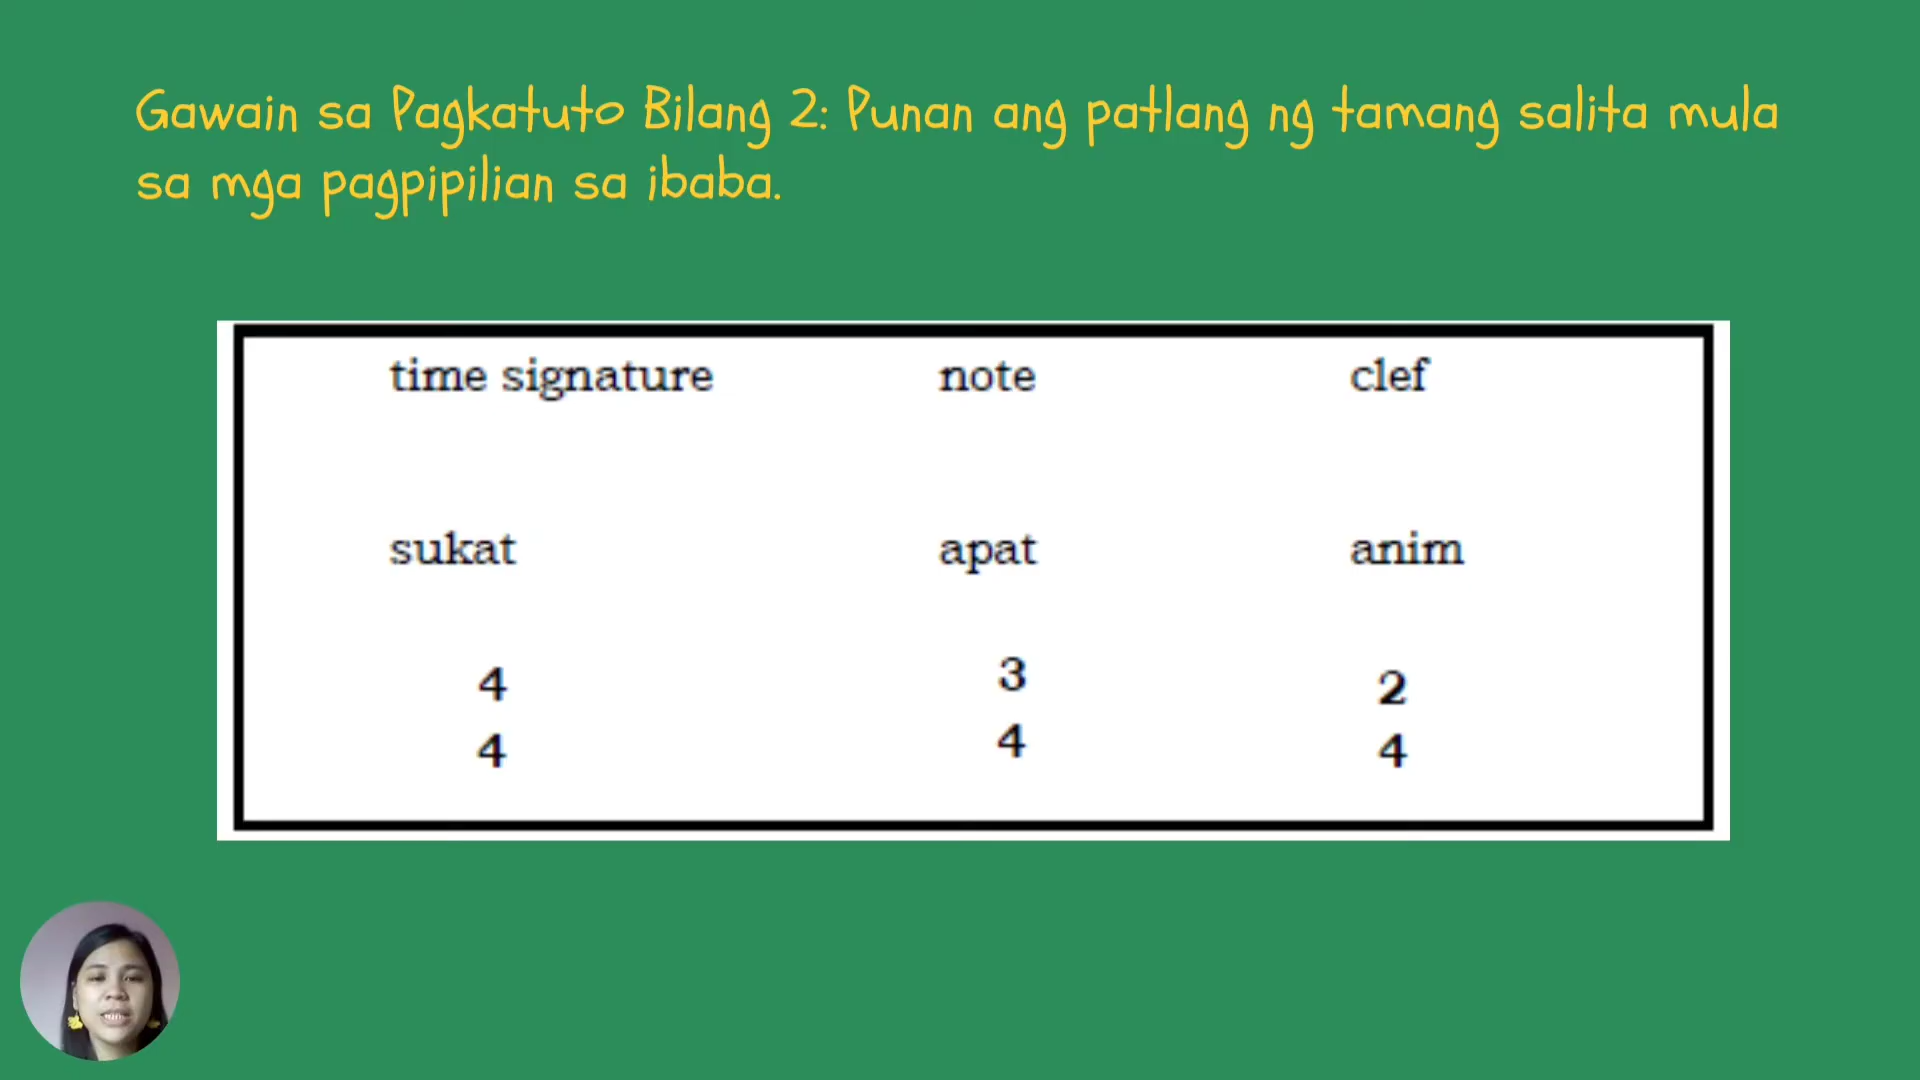 Gawain sa Pagkatuto Bilang 2: Punan ang patlang ng tamang salita mula
sa mga pagpipilian sa ibaba.
time signature note clef
sukat apat anim
4 3 2
4 4 4